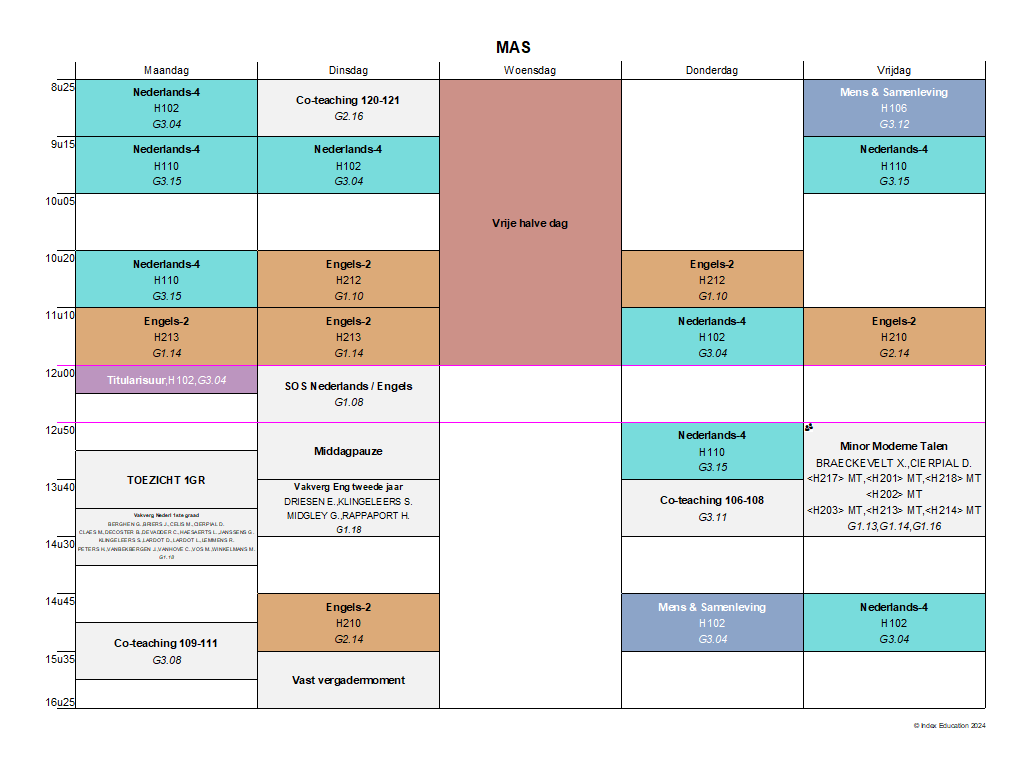 MAS
Maandag
Dinsdag
Woensdag
Donderdag
Vrijdag
8u25
9u15
10u05
10u20
11u10
12u00
12u50
13u40
14u30
14u45
15u35
16u25
Nederlands-4
H102
G3.04
Nederlands-4
H110
G3.15
Nederlands-4
H110
G3.15
Engels-2
H213
G1.14
Titularisuur,H102,G3.04
TOEZICHT 1GR
Vakverg Nederl 1ste graad
BERGHEN G.,BRIERS J.,CELIS M.,CIERPIAL D.
CLAES M.,DECOSTER B.,DEVADDER C.,HAESAERTS L.,JANSSENS G.
KLINGELEERS S.,LARDOT D.,LARDOT L.,LEMMENS R.
PETERS H.,VANBEKBERGEN J.,VANHOVE C.,VOS M.,WINKELMANS M.
G1.18
Co-teaching 109-111
G3.08
Co-teaching 120-121
G2.16
Nederlands-4
H102
G3.04
Engels-2
H212
G1.10
Engels-2
H213
G1.14
SOS Nederlands / Engels
G1.08
Middagpauze
Vakverg Eng tweede jaar
DRIESEN E.,KLINGELEERS S.
MIDGLEY G.,RAPPAPORT H.
G1.18
Engels-2
H210
G2.14
Vast vergadermoment
Vrije halve dag
Engels-2
H212
G1.10
Nederlands-4
H102
G3.04
Nederlands-4
H110
G3.15
Co-teaching 106-108
G3.11
Mens & Samenleving
H102
G3.04
Mens & Samenleving
H106
G3.12
Nederlands-4
H110
G3.15
Engels-2
H210
G2.14
Minor Moderne Talen
BRAECKEVELT X.,CIERPIAL D.
<H217> MT,<H201> MT,<H218> MT
<H202> MT
<H203> MT,<H213> MT,<H214> MT
G1.13,G1.14,G1.16
Nederlands-4
H102
G3.04
© Index Education 2024